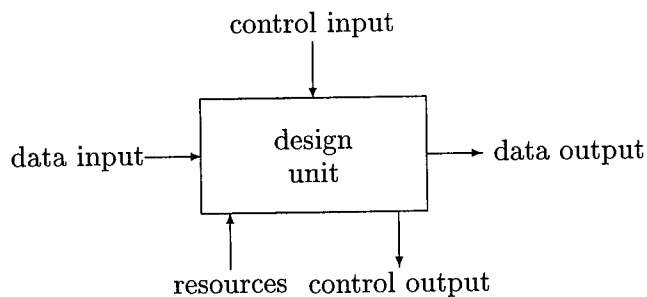 control input
data input
design
unit
data output
resources
control output